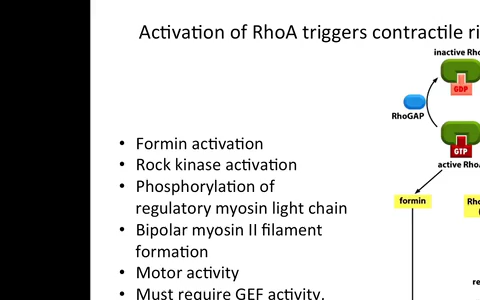 Activation of RhoA triggers contractile ri
inactive Rho
GDP
RhoGAP
GTP
active RhoA
formin
Rho
• Formin activation
• Rock kinase activation
• Phosphorylation of
regulatory myosin light chain
• Bipolar myosin II filament
formation
• Motor activity
• Must require GEF activity.
re